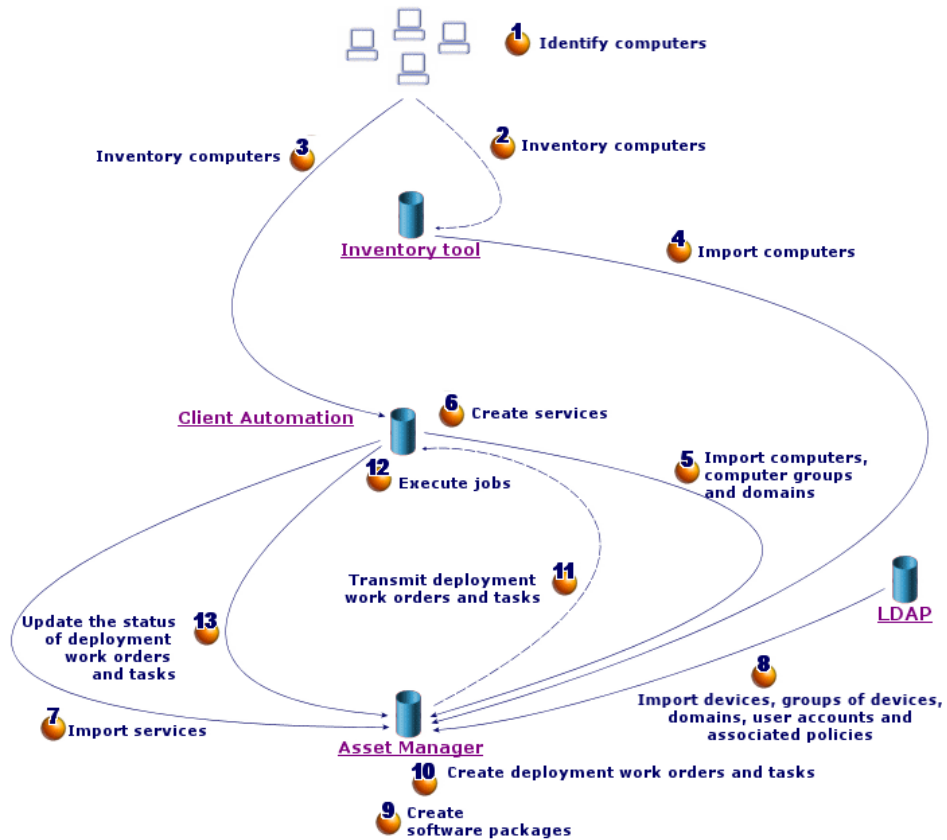 1 Identify computers
3 Inventory computers
2 Inventory computers
Inventory tool
4 Import computers
Client Automation
6 Create services
5 Import computers,
computer groups
and domains
12 Execute jobs
11 Transmit deployment
work orders and tasks
LDAP
13 Update the status
of deployment
work orders
and tasks
8
Import devices, groups of devices,
domains, user accounts and
associated policies
7 Import services
Asset Manager
10 Create deployment work orders and tasks
9 Create
software packages